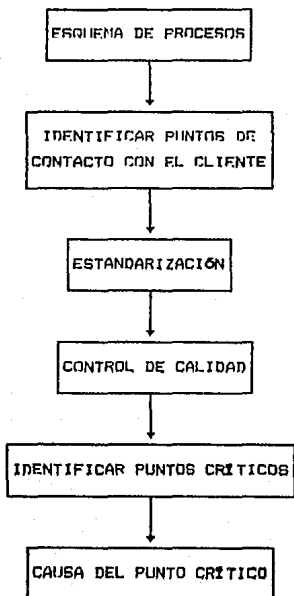 ESQUEMA DE PROCESOS
IDENTIFICAR PUNTOS DE
CONTACTO CON EL CLIENTE
ESTANDARIZACIÓN
CONTROL DE CALIDAD
IDENTIFICAR PUNTOS CRÍTICOS
CAUSA DEL PUNTO CRÍTICO